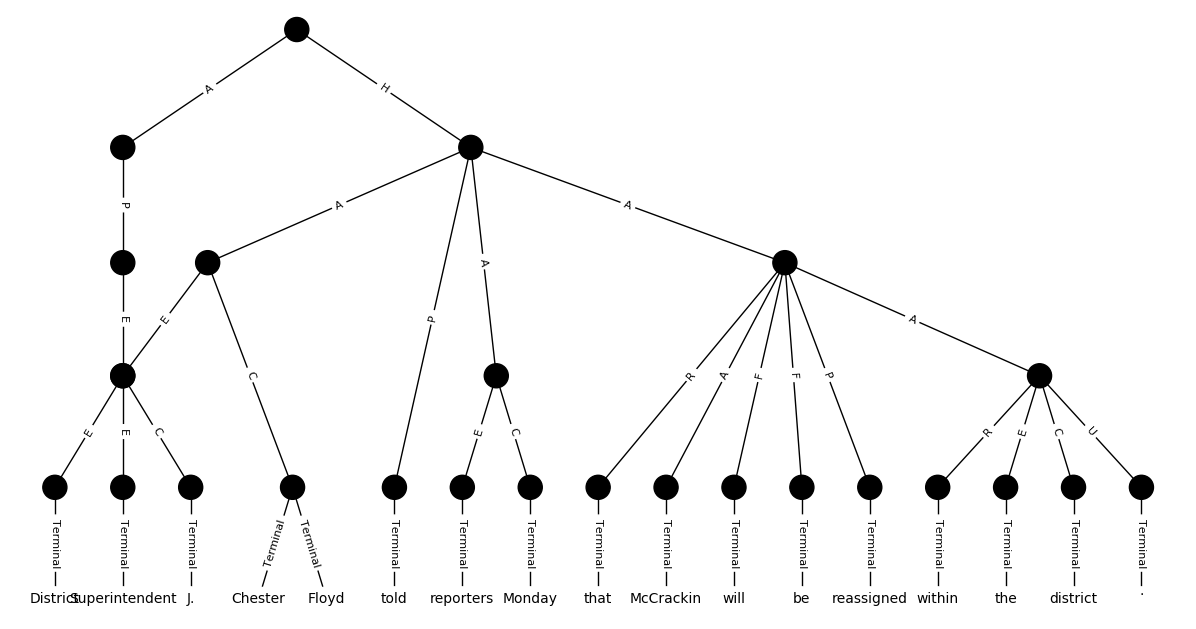 A H
P A A
E E C P A R A F F P A
E E C E C R E C U
Terminal Terminal Terminal Terminal Terminal Terminal Terminal Terminal Terminal Terminal Terminal Terminal Terminal Terminal Terminal Terminal Terminal
District Superintendent J. Chester Floyd told reporters Monday that McCrackin will be reassigned within the district .